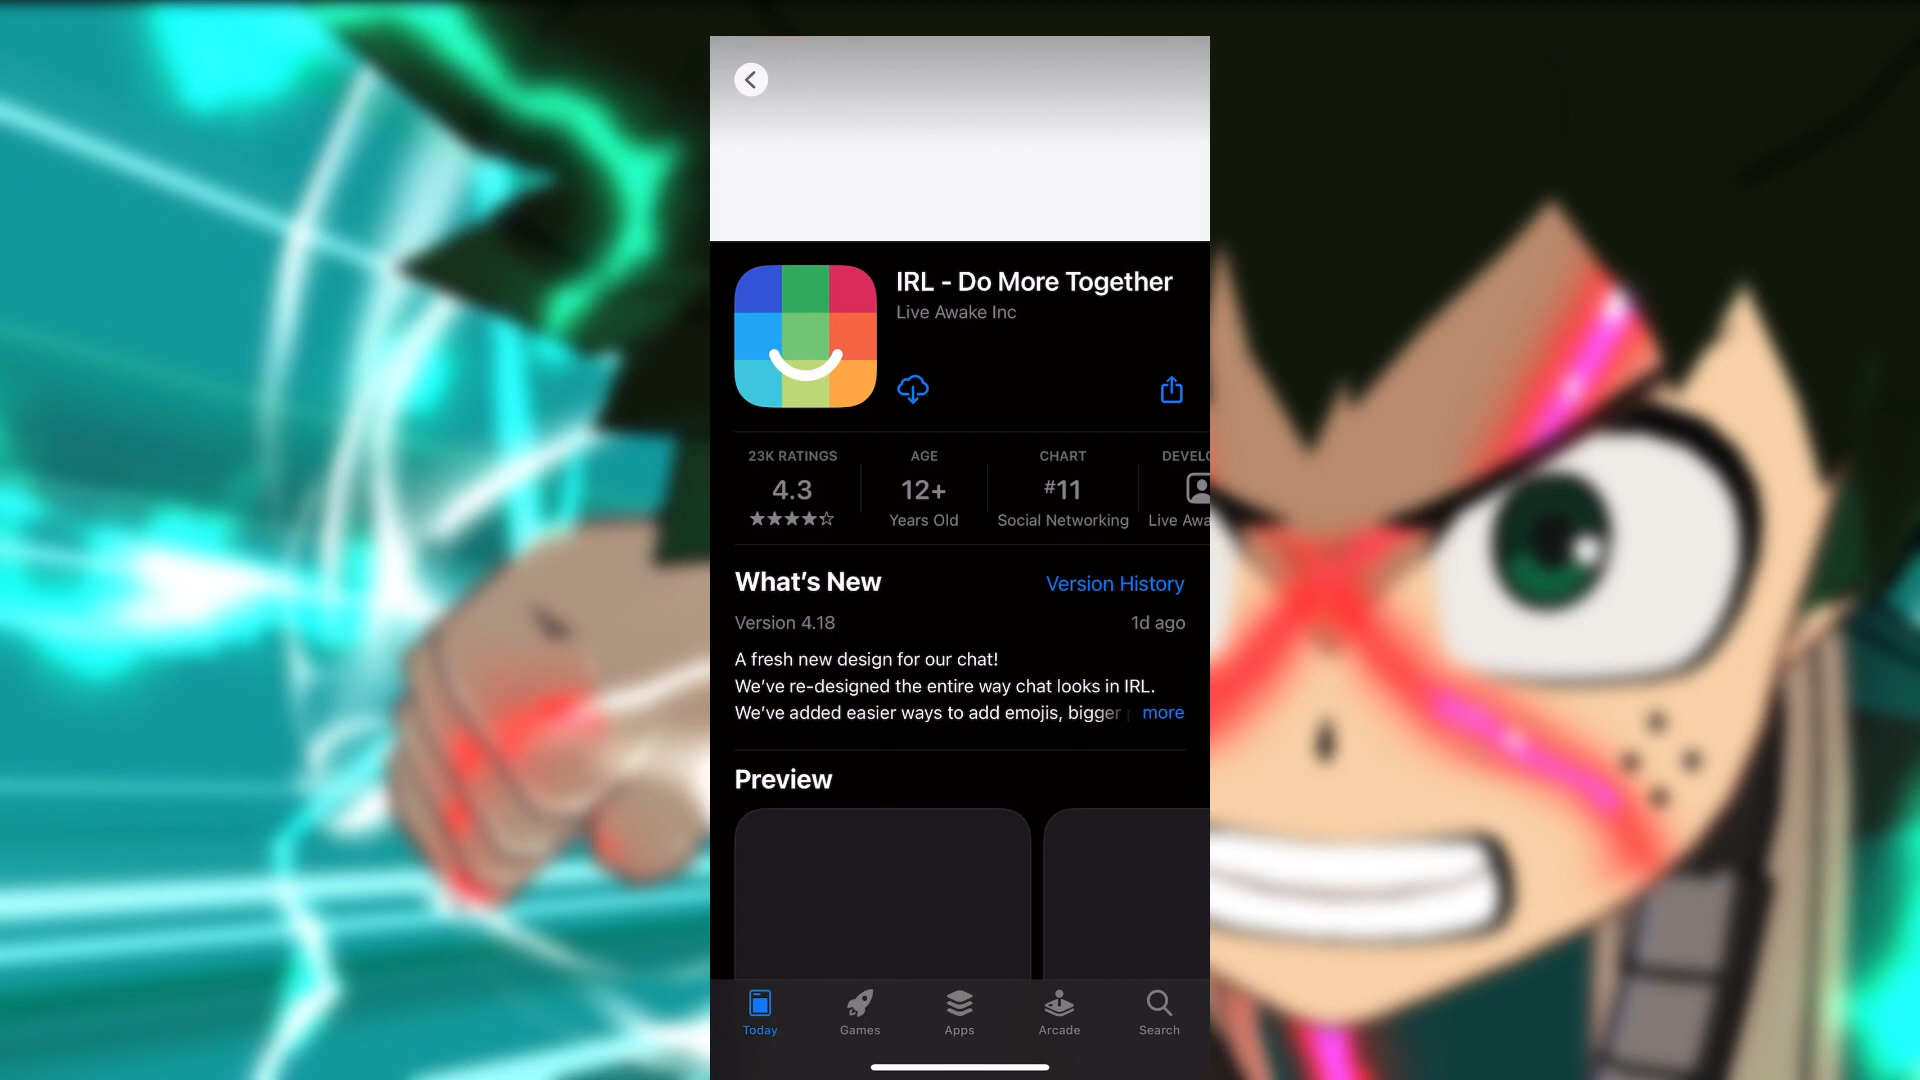 IRL - Do More Together
Live Awake Inc
23K RATINGS
4.3
AGE
12+
Years Old
CHART
#11
Social Networking
DEVELO
Live Awa
What's New
Version History
Version 4.18
1d ago
A fresh new design for our chat!
We've re-designed the entire way chat looks in IRL.
We've added easier ways to add emojis, bigger
more
Preview
Today
Games
Apps
Arcade
Search